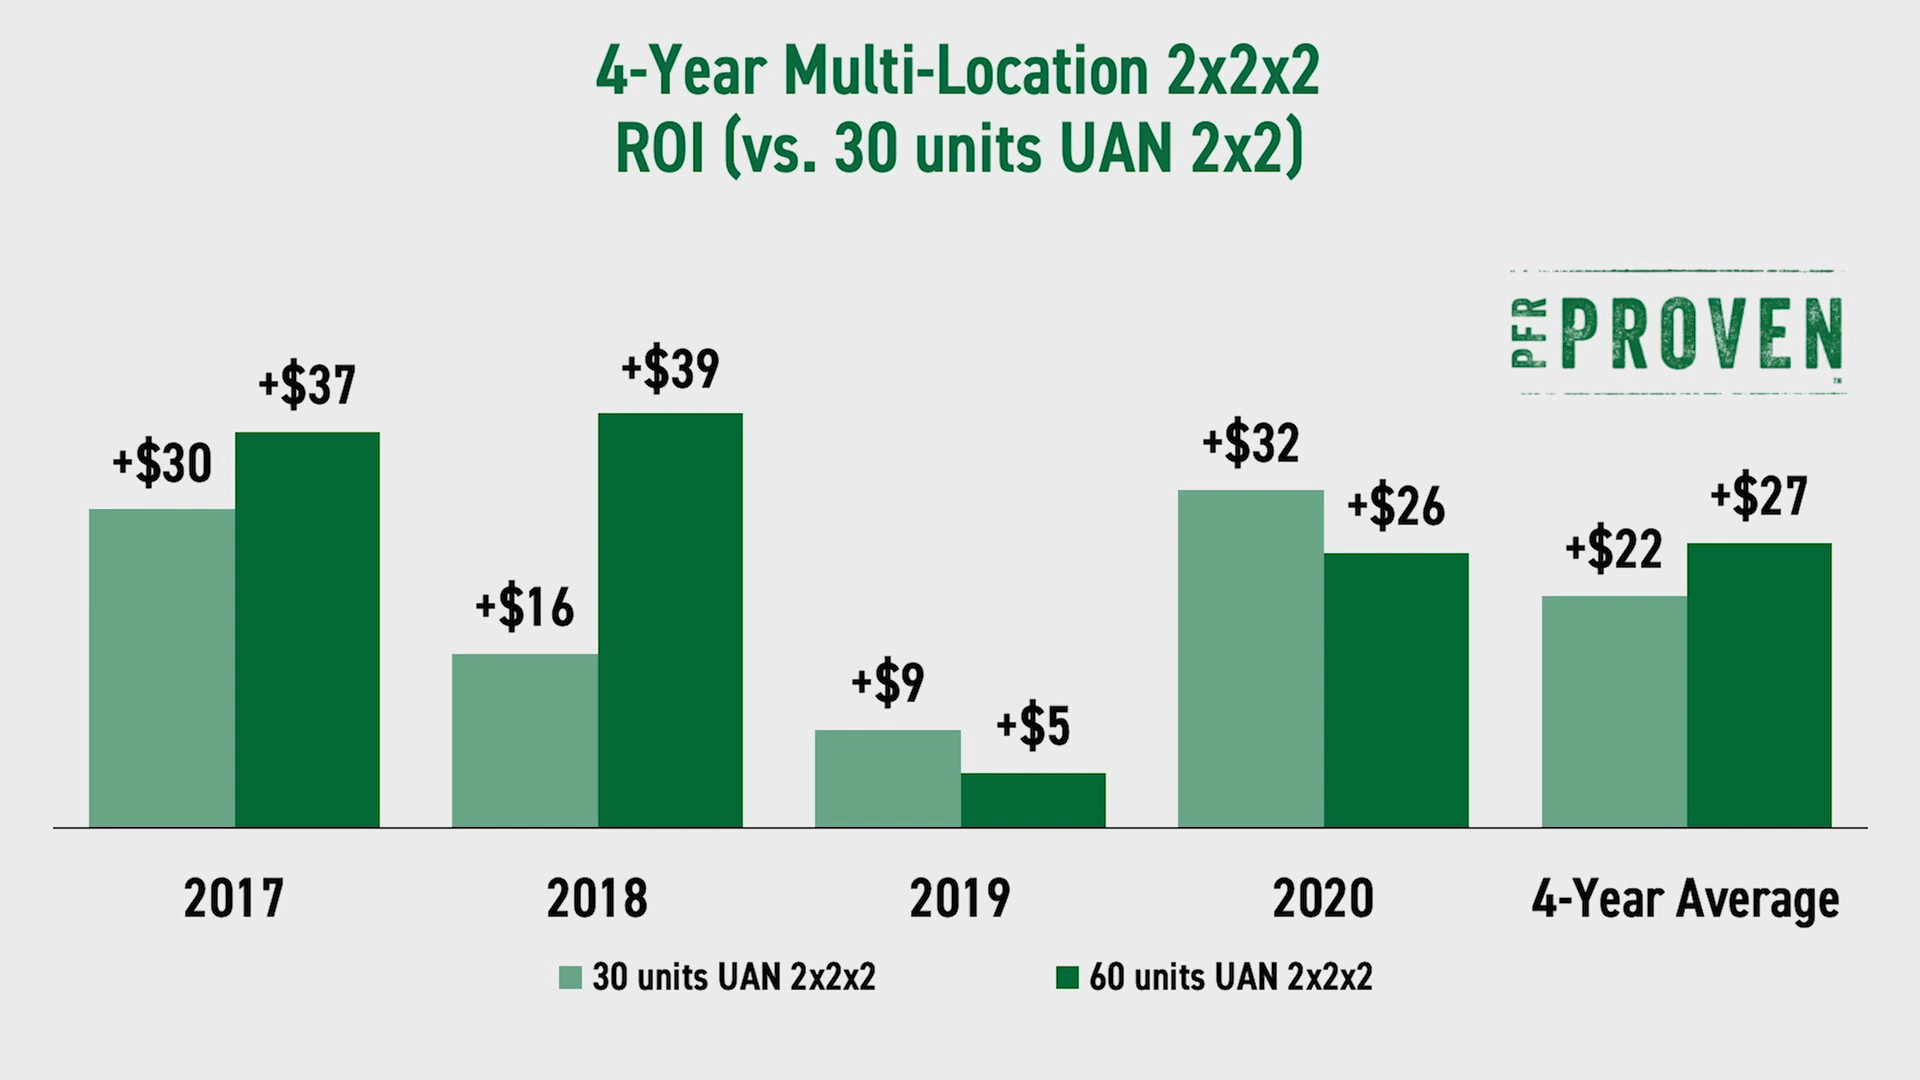 4-Year Multi-Location 2x2x2
ROI (vs. 30 units UAN 2x2)
PFR PROVEN
TM
+$30
+$37
+$16
+$39
+$9
+$5
+$32
+$26
+$22
+$27
2017
2018
2019
2020
4-Year Average
30 units UAN 2x2x2
60 units UAN 2x2x2